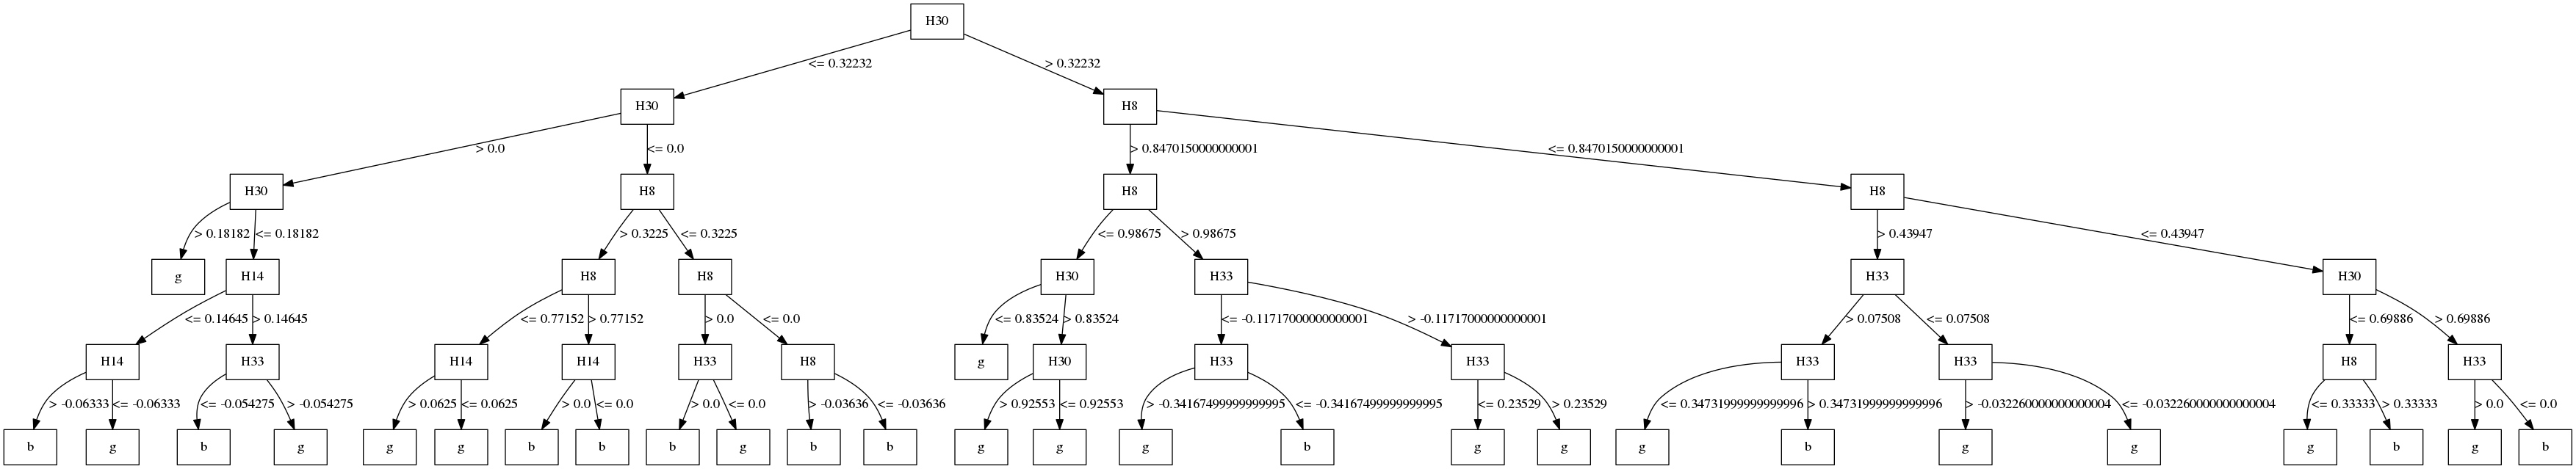 H30
<= 0.32232 > 0.32232
H30 H8
> 0.0 <= 0.0 > 0.8470150000000001 <= 0.8470150000000001
H30 H8 H8 H8
> 0.18182 <= 0.18182 > 0.3225 <= 0.3225 <= 0.98675 > 0.98675 > 0.43947 <= 0.43947
g H14 H8 H8 H30 H33 H33 H30
<= 0.14645 > 0.14645 <= 0.77152 > 0.77152 > 0.0 <= 0.0 <= 0.83524 > 0.83524 <= -0.11717000000000001 > -0.11717000000000001 > 0.07508 <= 0.07508 <= 0.69886 > 0.69886
H14 H33 H14 H14 H33 H8 g H30 H33 H33 H33 H33 H8 H33
> -0.06333 <= -0.06333 <= -0.054275 > -0.054275 > 0.0625 <= 0.0625 > 0.0 <= 0.0 > 0.0 <= 0.0 > -0.03636 <= -0.03636 > 0.92553 <= 0.92553 > -0.34167499999999995 <= -0.34167499999999995 <= 0.23529 > 0.23529 <= 0.34731999999999996 > 0.34731999999999996 > -0.032260000000000004 <= -0.032260000000000004 <= 0.33333 > 0.33333 > 0.0 <= 0.0
b g b g g g b b b g b b g g g b g g g b g g g b g b